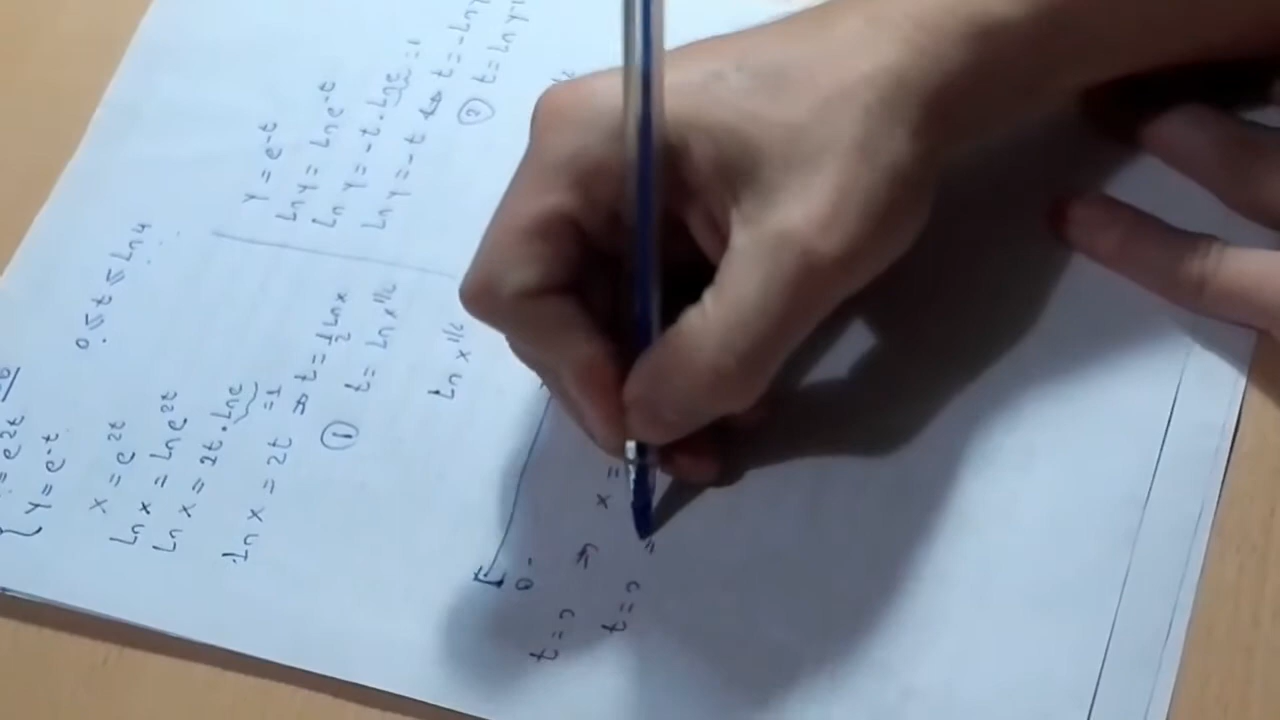 = e^2t
y = e^-t
0 ≤ t ≤ Ln4
x = e^2t
Ln x = Ln e^2t
Ln x = 2t · Ln e
Ln x = 2t = 1 ⇒ t = 1/2 Ln x
① t = Ln x^1/2
Ln x^1/2
y = e^-t
Ln y = Ln e^-t
Ln y = -t · Ln e
= 1
Ln y = -t t = -Ln y
② t = Ln y
0
t = ⇒ x =
t = =